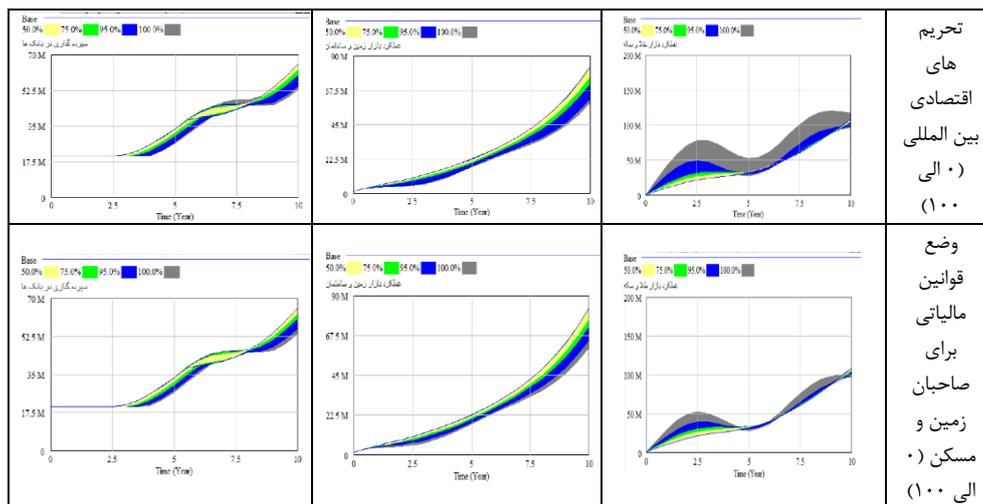 تحریم
های
اقتصادی
بین المللی
(۰ الی
۱۰۰)
Base
50.0% 75.0% 95.0% 100.0%
عملکرد بازار طلا و سکه
200 M
150 M
100 M
50 M
0
0 2.5 5 7.5 10
Time (Year)
Base
50.0% 75.0% 95.0% 100.0%
عملکرد بازار زمین و ساختمان
90 M
67.5 M
45 M
22.5 M
0
0 2.5 5 7.5 10
Time (Year)
Base
50.0% 75.0% 95.0% 100.0%
سپرده گذاری در بانک ها
70 M
52.5 M
35 M
17.5 M
0
0 2.5 5 7.5 10
Time (Year)
وضع
قوانین
مالیاتی
برای
صاحبان
زمین و
مسکن (۰
الی ۱۰۰)
Base
50.0% 75.0% 95.0% 100.0%
عملکرد بازار طلا و سکه
200 M
150 M
100 M
50 M
0
0 2.5 5 7.5 10
Time (Year)
Base
50.0% 75.0% 95.0% 100.0%
عملکرد بازار زمین و ساختمان
90 M
67.5 M
45 M
22.5 M
0
0 2.5 5 7.5 10
Time (Year)
Base
50.0% 75.0% 95.0% 100.0%
سپرده گذاری در بانک ها
70 M
52.5 M
35 M
17.5 M
0
0 2.5 5 7.5 10
Time (Year)